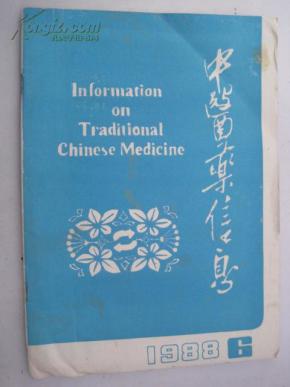 Information
on
Traditional
Chinese Medicine
中医药信息
1988 6